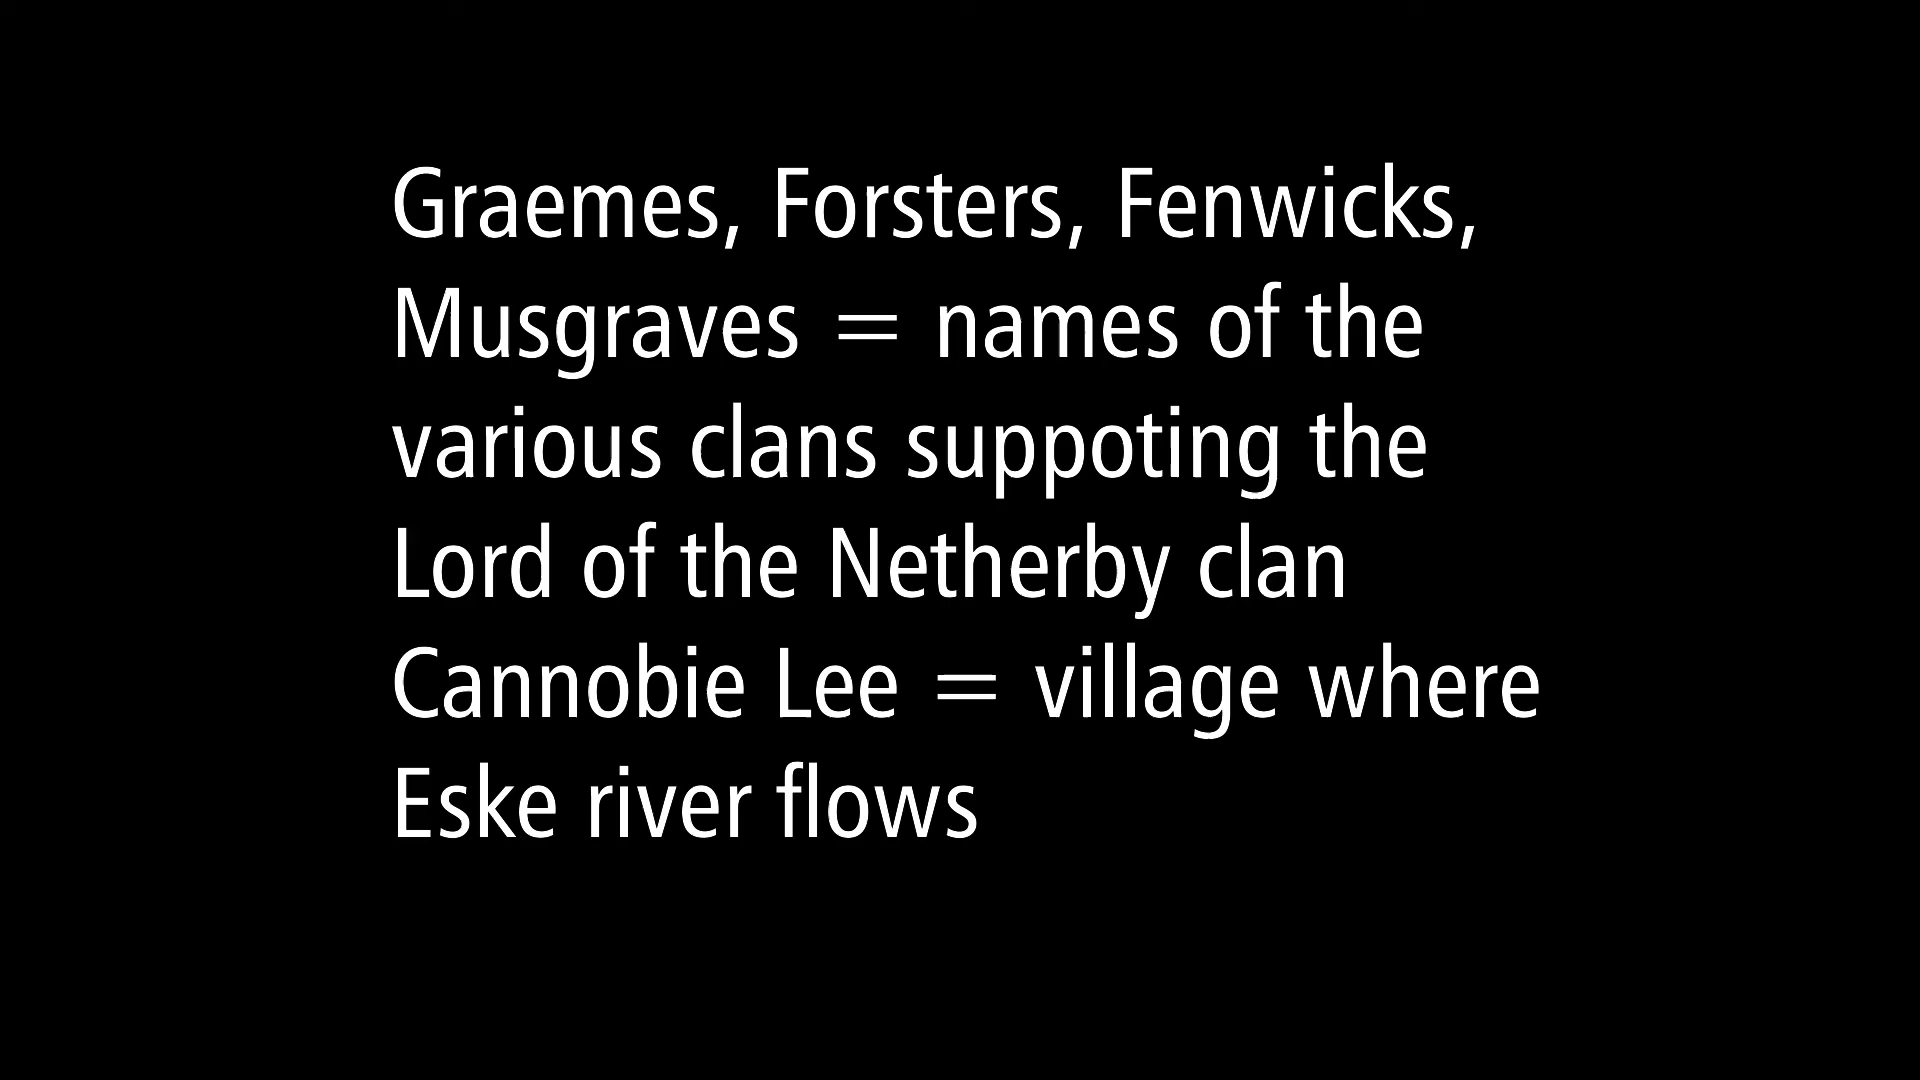 Graemes, Forsters, Fenwicks,
Musgraves = names of the
various clans suppoting the
Lord of the Netherby clan
Cannobie Lee = village where
Eske river flows